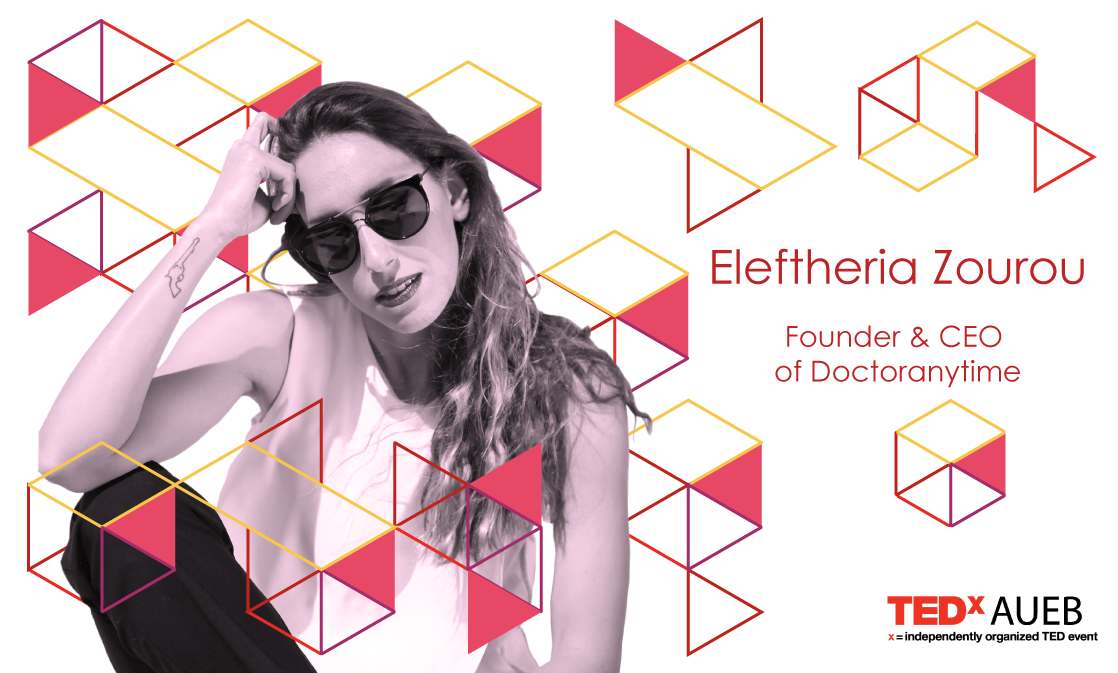 Eleftheria Zourou
Founder & CEO
of Doctoranytime
TEDx AUEB
x = independently organized TED event